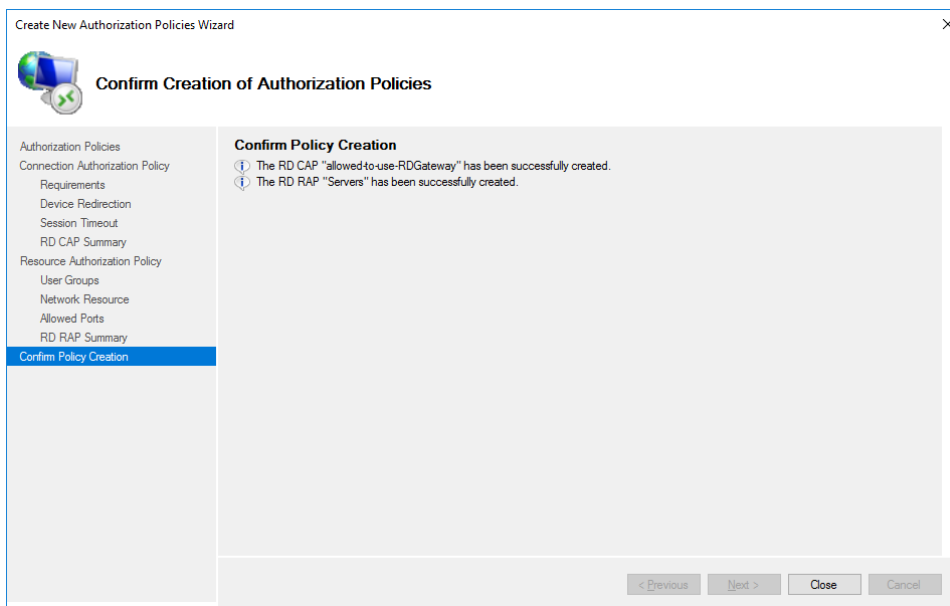 Create New Authorization Policies Wizard
Confirm Creation of Authorization Policies
Authorization Policies
Connection Authorization Policy
Requirements
Device Redirection
Session Timeout
RD CAP Summary
Resource Authorization Policy
User Groups
Network Resource
Allowed Ports
RD RAP Summary
Confirm Policy Creation
Confirm Policy Creation
The RD CAP "allowed-to-use-RDGateway" has been successfully created.
The RD RAP "Servers" has been successfully created.
< Previous
Next >
Close
Cancel